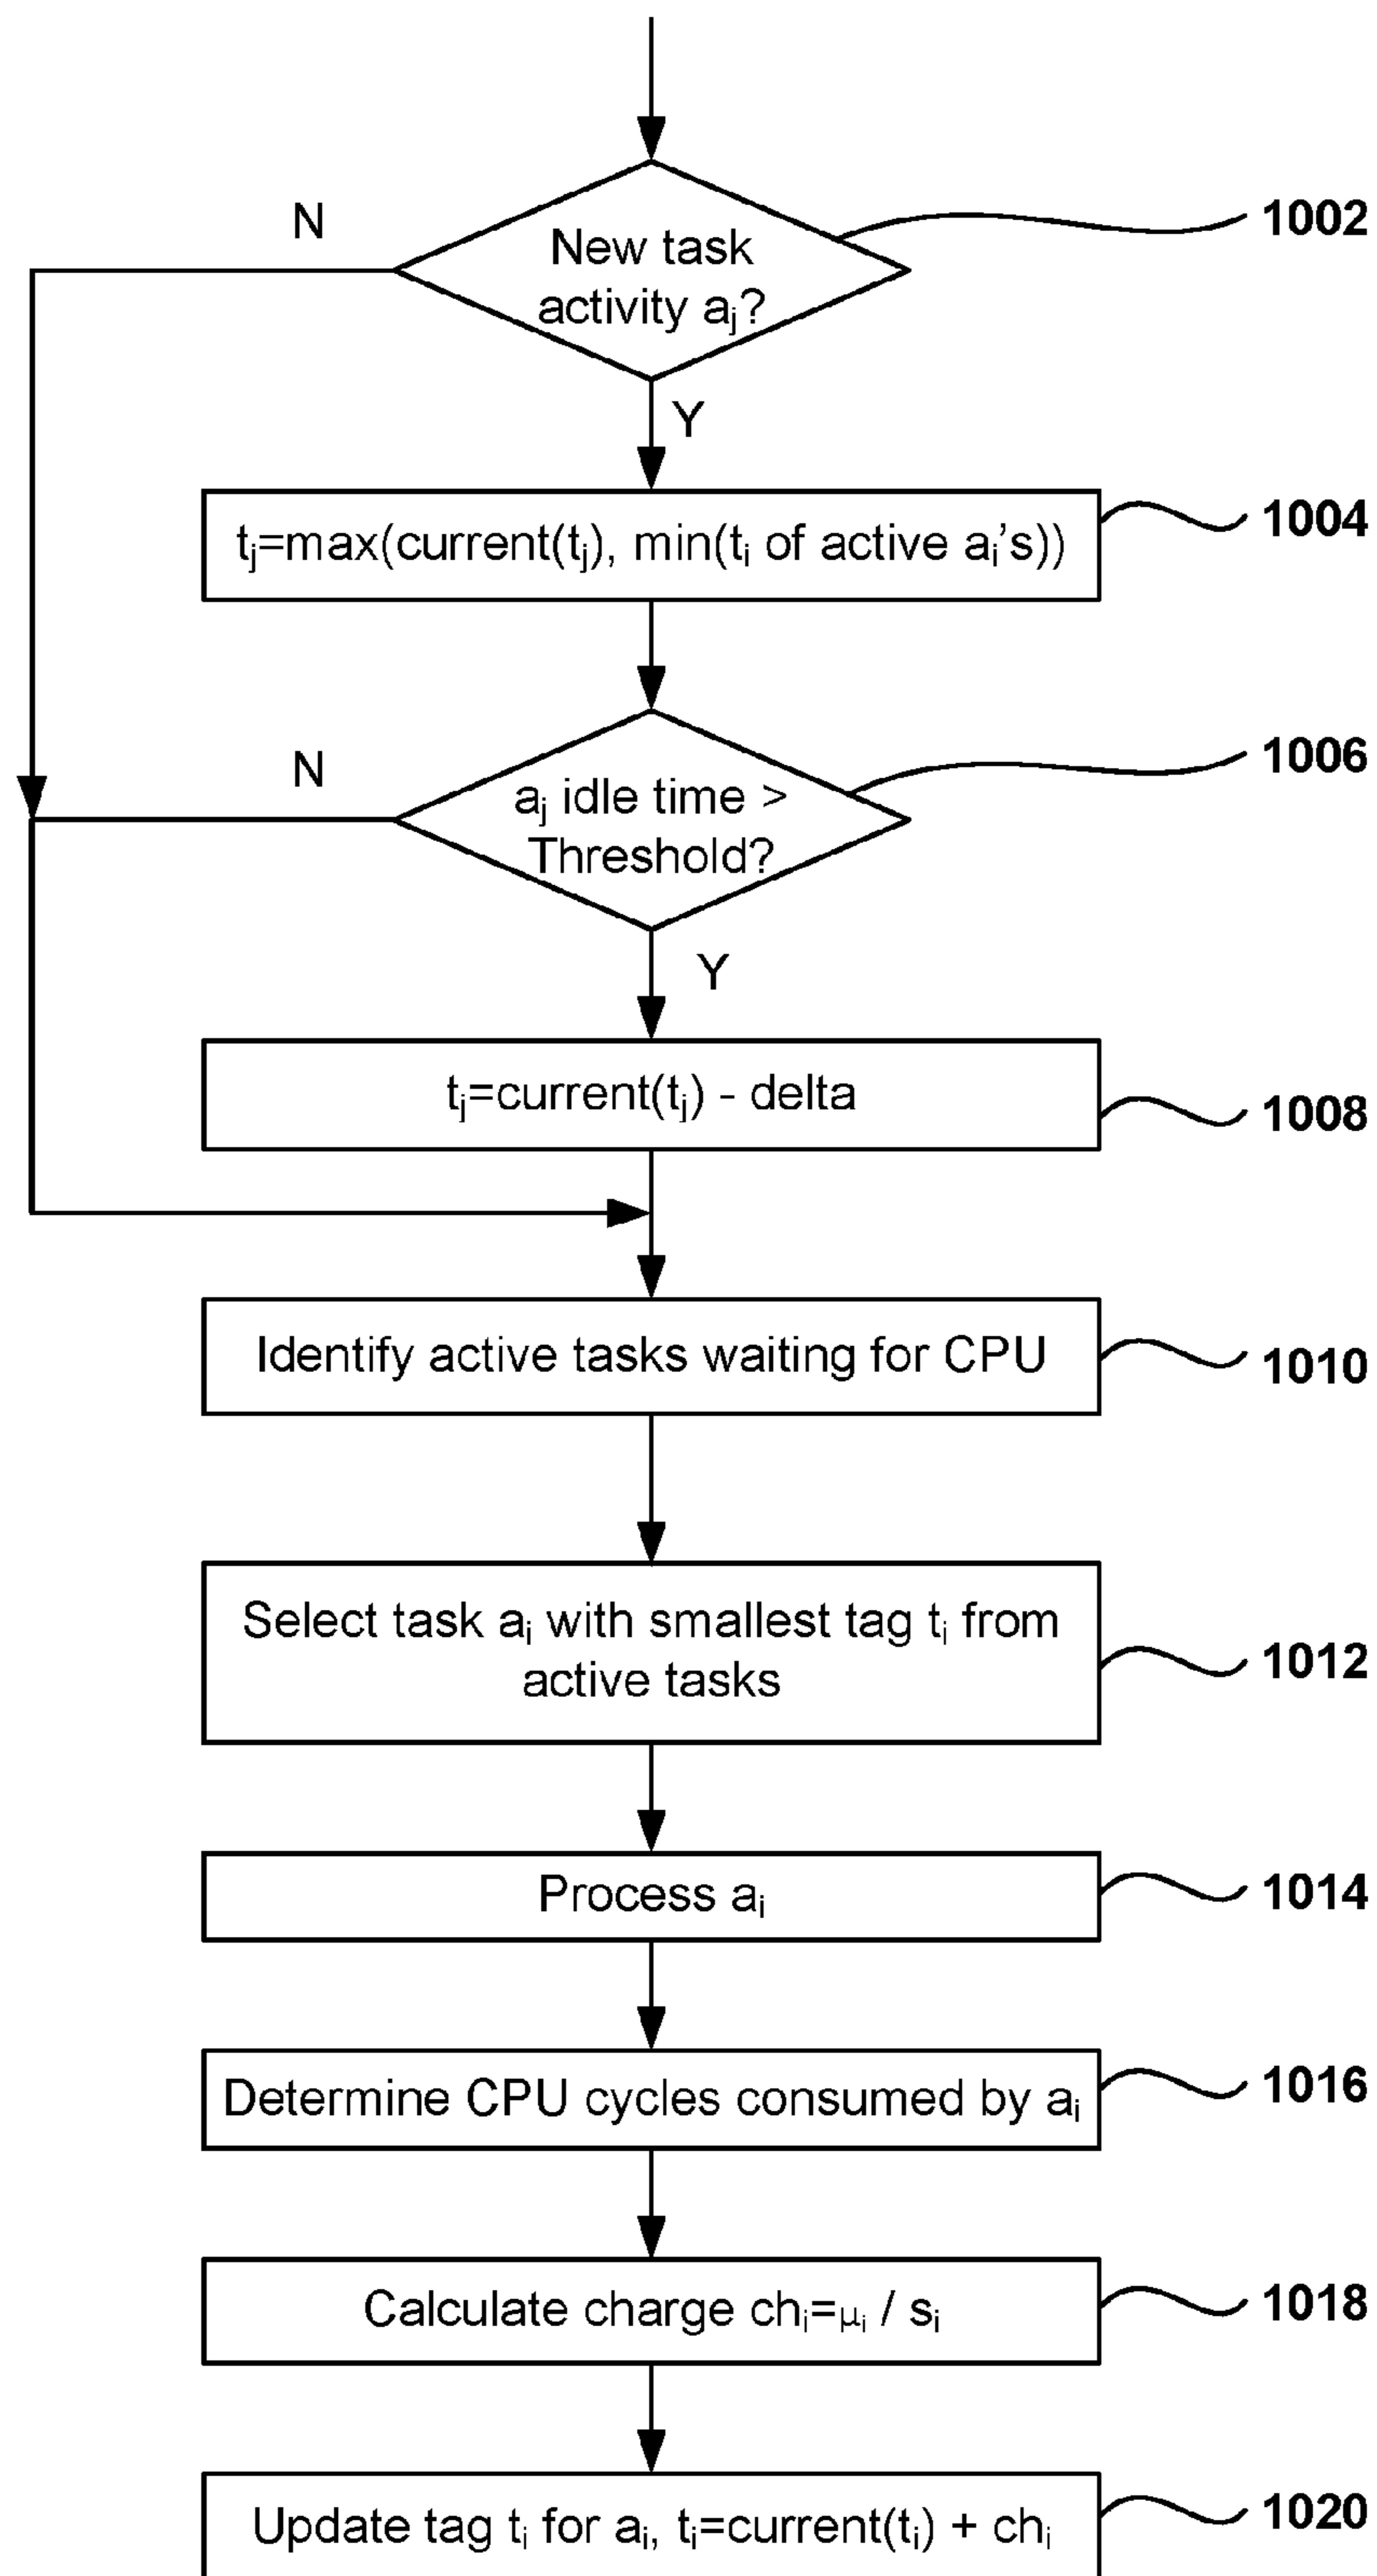 N
1002
New task
activity aj?
Y
1004
tj=max(current(tj), min(ti of active ai's))
N
1006
aj idle time >
Threshold?
Y
tj=current(tj) - delta
1008
Identify active tasks waiting for CPU
1010
Select task ai with smallest tag ti from
active tasks
1012
Process ai
1014
Determine CPU cycles consumed by ai
1016
Calculate charge chi=μi / si
1018
Update tag ti for ai, ti=current(ti) + chi
1020